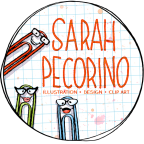 SARAH
PECORINO
ILLUSTRATION • DESIGN • CLIP ART